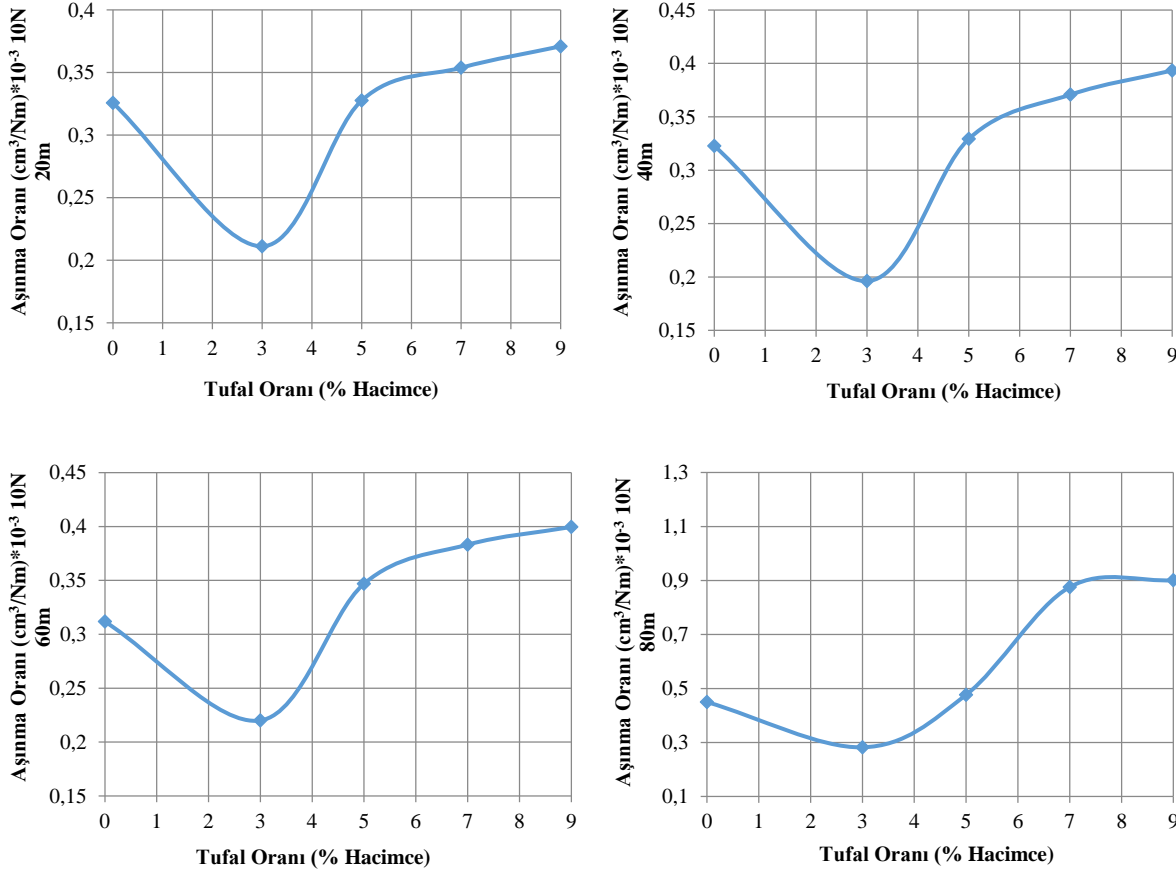 Aşınma Oranı (cm³/Nm)*10⁻³ 10N
20m
0,4
0,35
0,3
0,25
0,2
0,15
0 1 2 3 4 5 6 7 8 9
Tufal Oranı (% Hacimce)
Aşınma Oranı (cm³/Nm)*10⁻³ 10N
40m
0,45
0,4
0,35
0,3
0,25
0,2
0,15
0 1 2 3 4 5 6 7 8 9
Tufal Oranı (% Hacimce)
Aşınma Oranı (cm³/Nm)*10⁻³ 10N
60m
0,45
0,4
0,35
0,3
0,25
0,2
0,15
0 1 2 3 4 5 6 7 8 9
Tufal Oranı (% Hacimce)
Aşınma Oranı (cm³/Nm)*10⁻³ 10N
80m
1,3
1,1
0,9
0,7
0,5
0,3
0,1
0 1 2 3 4 5 6 7 8 9
Tufal Oranı (% Hacimce)